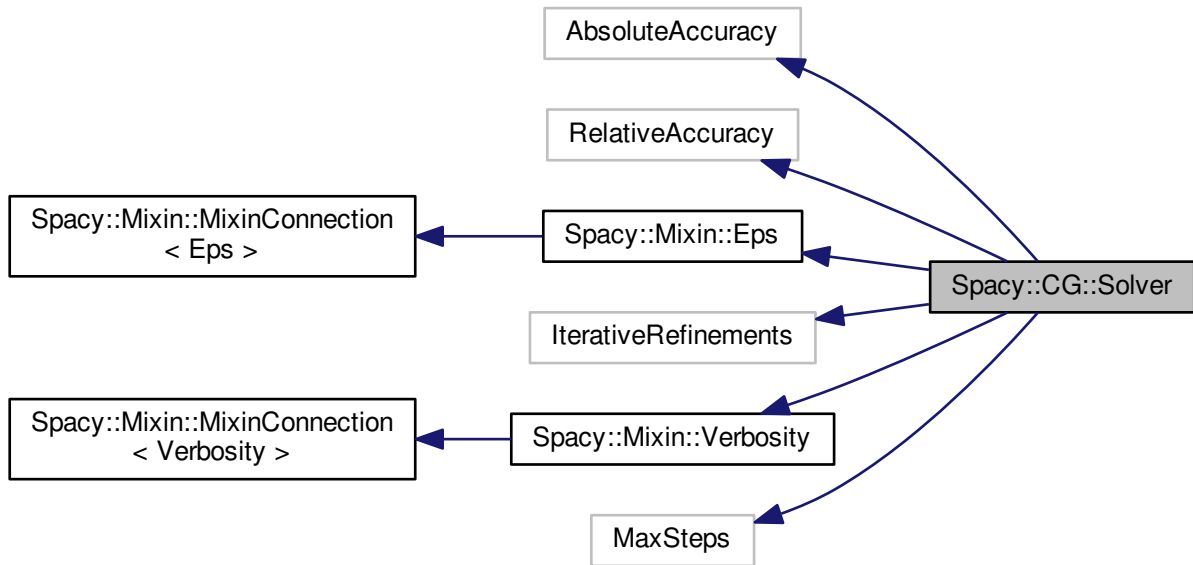 AbsoluteAccuracy
RelativeAccuracy
Spacy::Mixin::MixinConnection
< Eps >
Spacy::Mixin::Eps
Spacy::CG::Solver
IterativeRefinements
Spacy::Mixin::MixinConnection
< Verbosity >
Spacy::Mixin::Verbosity
MaxSteps